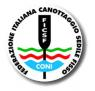 FEDERAZIONE ITALIANA CANOTTAGGIO SEDILE FISSO
FICSF
CONI